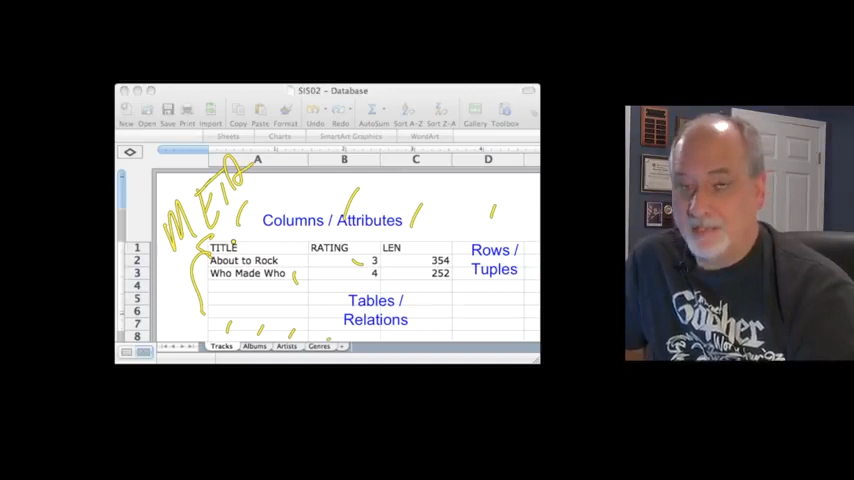 SIS02 – Database
New Open Save Print Import Copy Paste Format Undo Redo AutoSum Sort A-Z Sort Z-A Gallery Toolbox
Sheets Charts SmartArt Graphics WordArt
A B C D
META
Columns / Attributes
1 TITLE RATING LEN
2 About to Rock 3 354
3 Who Made Who 4 252
Rows /
Tuples
4
5
Tables /
6
Relations
7
8
Tracks Albums Artists Genres +
Gopher